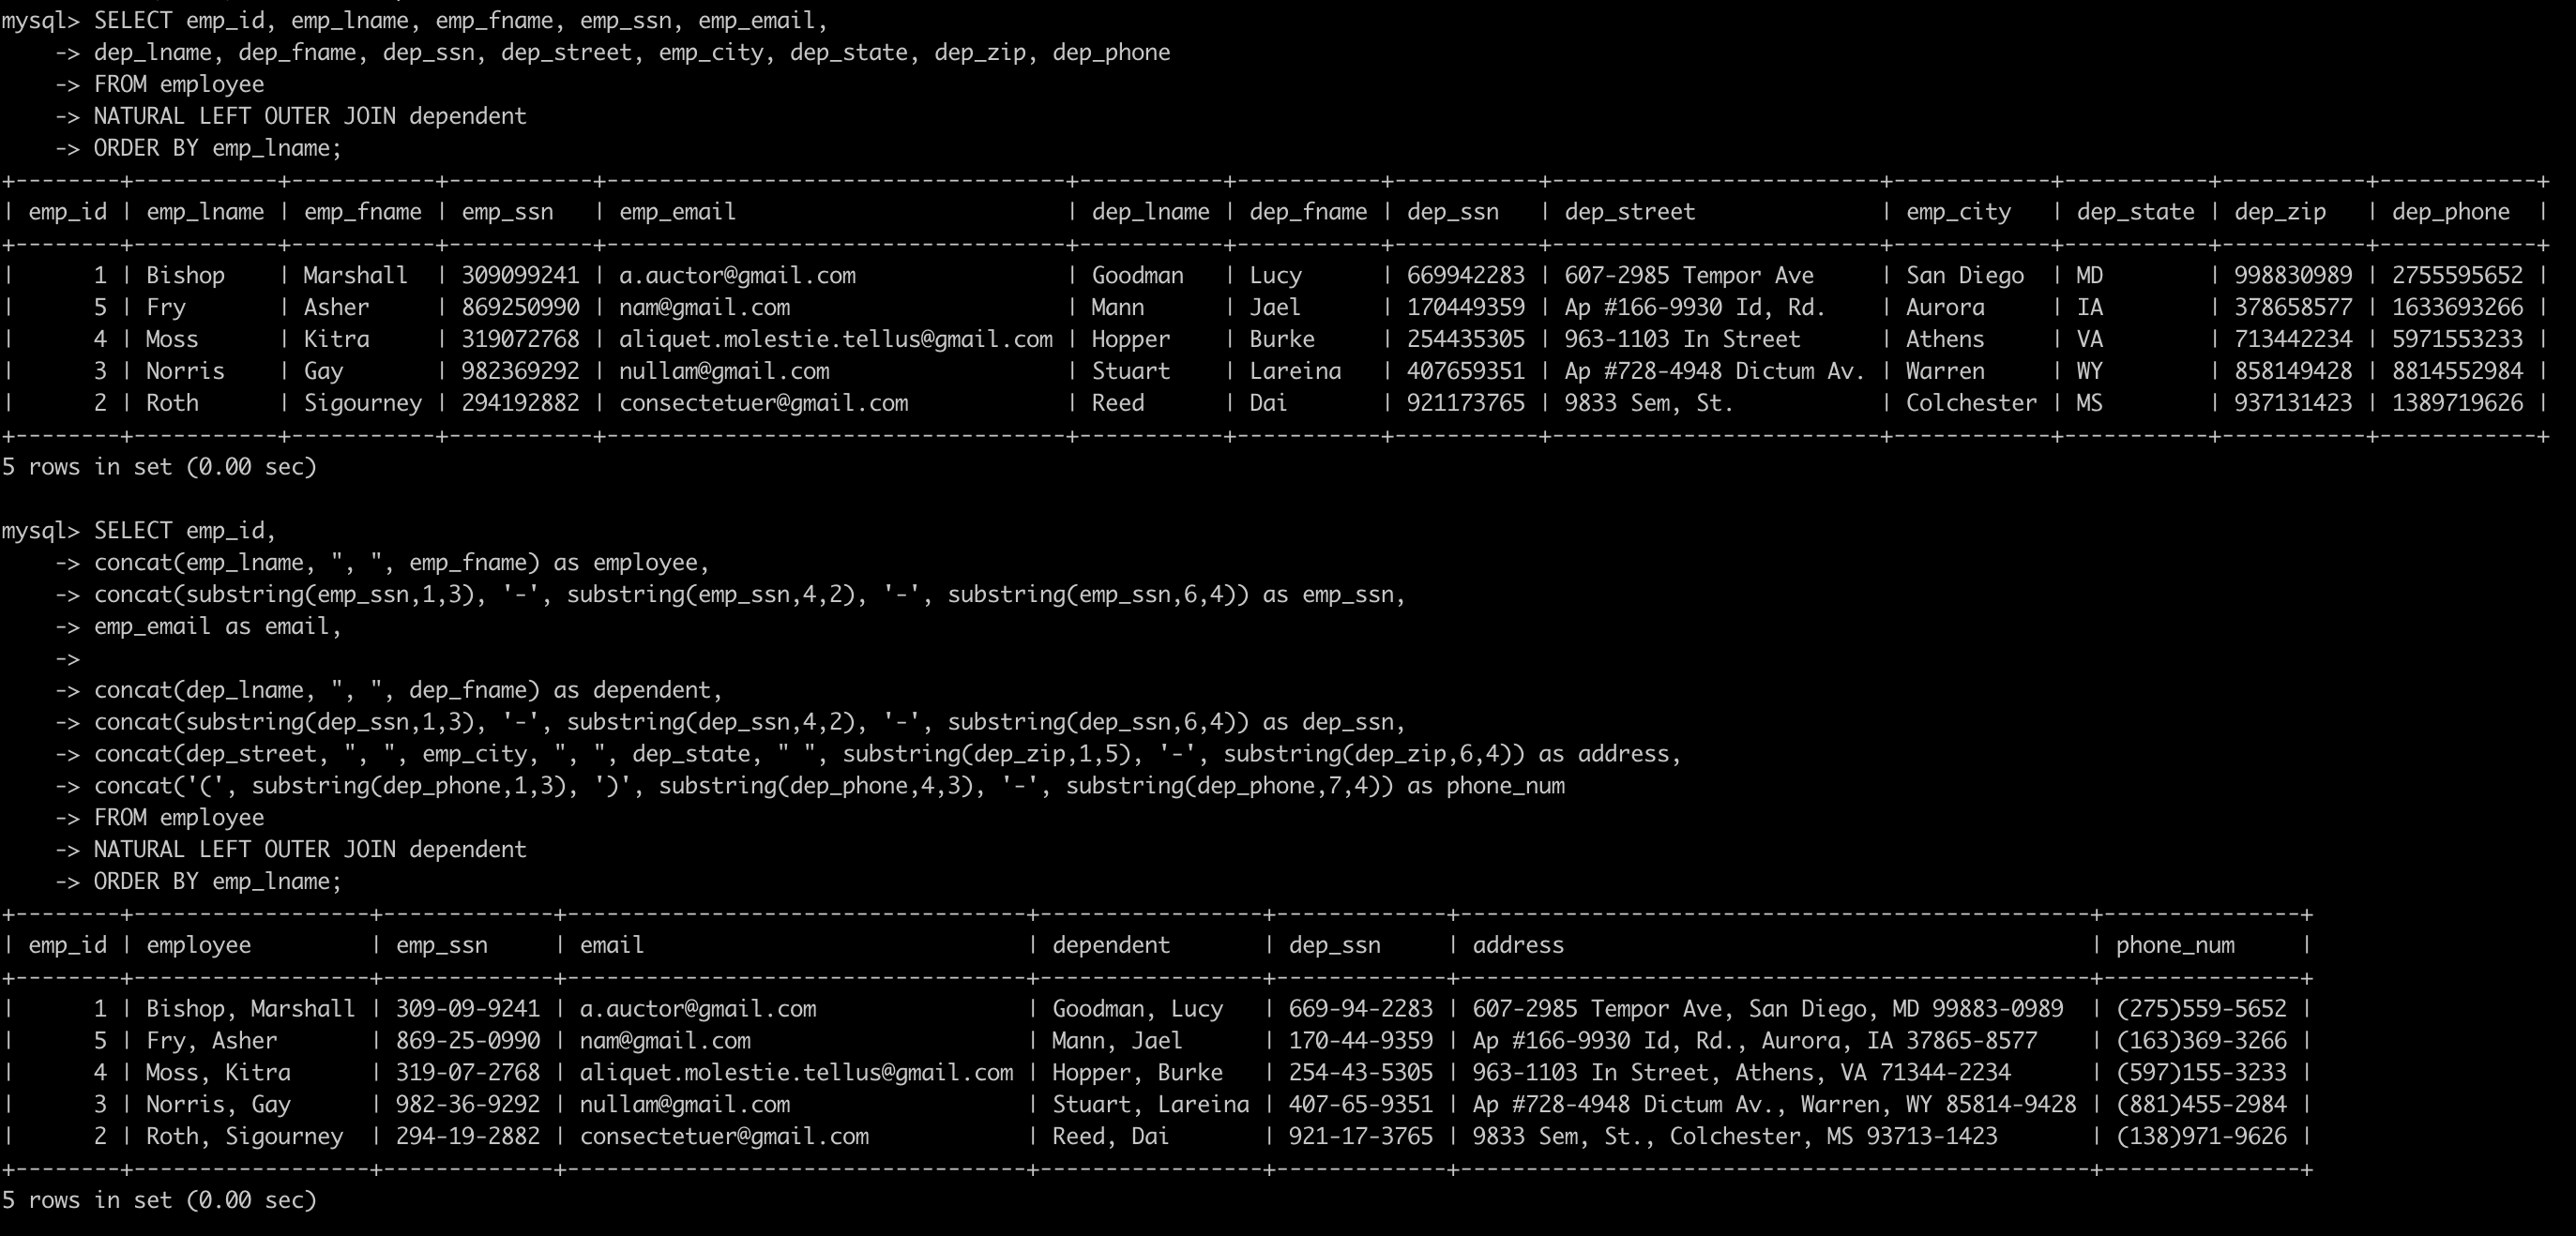 mysql> SELECT emp_id, emp_lname, emp_fname, emp_ssn, emp_email,
    -> dep_lname, dep_fname, dep_ssn, dep_street, emp_city, dep_state, dep_zip, dep_phone
    -> FROM employee
    -> NATURAL LEFT OUTER JOIN dependent
    -> ORDER BY emp_lname;
+--------+-----------+-----------+-----------+-----------------------------------+-----------+-----------+-----------+-------------------------+------------+-----------+-----------+------------+
| emp_id | emp_lname | emp_fname | emp_ssn   | emp_email                         | dep_lname | dep_fname | dep_ssn   | dep_street              | emp_city   | dep_state | dep_zip   | dep_phone  |
+--------+-----------+-----------+-----------+-----------------------------------+-----------+-----------+-----------+-------------------------+------------+-----------+-----------+------------+
|      1 | Bishop    | Marshall  | 309099241 | a.auctor@gmail.com                | Goodman   | Lucy      | 669942283 | 607-2985 Tempor Ave     | San Diego  | MD        | 998830989 | 2755595652 |
|      5 | Fry       | Asher     | 869250990 | nam@gmail.com                     | Mann      | Jael      | 170449359 | Ap #166-9930 Id, Rd.    | Aurora     | IA        | 378658577 | 1633693266 |
|      4 | Moss      | Kitra     | 319072768 | aliquet.molestie.tellus@gmail.com | Hopper    | Burke     | 254435305 | 963-1103 In Street      | Athens     | VA        | 713442234 | 5971553233 |
|      3 | Norris    | Gay       | 982369292 | nullam@gmail.com                  | Stuart    | Lareina   | 407659351 | Ap #728-4948 Dictum Av. | Warren     | WY        | 858149428 | 8814552984 |
|      2 | Roth      | Sigourney | 294192882 | consectetuer@gmail.com            | Reed      | Dai       | 921173765 | 9833 Sem, St.           | Colchester | MS        | 937131423 | 1389719626 |
+--------+-----------+-----------+-----------+-----------------------------------+-----------+-----------+-----------+-------------------------+------------+-----------+-----------+------------+
5 rows in set (0.00 sec)

mysql> SELECT emp_id,
    -> concat(emp_lname, ", ", emp_fname) as employee,
    -> concat(substring(emp_ssn,1,3), '-', substring(emp_ssn,4,2), '-', substring(emp_ssn,6,4)) as emp_ssn,
    -> emp_email as email,
    ->
    -> concat(dep_lname, ", ", dep_fname) as dependent,
    -> concat(substring(dep_ssn,1,3), '-', substring(dep_ssn,4,2), '-', substring(dep_ssn,6,4)) as dep_ssn,
    -> concat(dep_street, ", ", emp_city, ", ", dep_state, " ", substring(dep_zip,1,5), '-', substring(dep_zip,6,4)) as address,
    -> concat('(', substring(dep_phone,1,3), ')', substring(dep_phone,4,3), '-', substring(dep_phone,7,4)) as phone_num
    -> FROM employee
    -> NATURAL LEFT OUTER JOIN dependent
    -> ORDER BY emp_lname;
+--------+------------------+-------------+-----------------------------------+-----------------+-------------+------------------------------------------------+---------------+
| emp_id | employee         | emp_ssn     | email                             | dependent       | dep_ssn     | address                                        | phone_num     |
+--------+------------------+-------------+-----------------------------------+-----------------+-------------+------------------------------------------------+---------------+
|      1 | Bishop, Marshall | 309-09-9241 | a.auctor@gmail.com                | Goodman, Lucy   | 669-94-2283 | 607-2985 Tempor Ave, San Diego, MD 99883-0989  | (275)559-5652 |
|      5 | Fry, Asher       | 869-25-0990 | nam@gmail.com                     | Mann, Jael      | 170-44-9359 | Ap #166-9930 Id, Rd., Aurora, IA 37865-8577    | (163)369-3266 |
|      4 | Moss, Kitra      | 319-07-2768 | aliquet.molestie.tellus@gmail.com | Hopper, Burke   | 254-43-5305 | 963-1103 In Street, Athens, VA 71344-2234      | (597)155-3233 |
|      3 | Norris, Gay      | 982-36-9292 | nullam@gmail.com                  | Stuart, Lareina | 407-65-9351 | Ap #728-4948 Dictum Av., Warren, WY 85814-9428 | (881)455-2984 |
|      2 | Roth, Sigourney  | 294-19-2882 | consectetuer@gmail.com            | Reed, Dai       | 921-17-3765 | 9833 Sem, St., Colchester, MS 93713-1423       | (138)971-9626 |
+--------+------------------+-------------+-----------------------------------+-----------------+-------------+------------------------------------------------+---------------+
5 rows in set (0.00 sec)